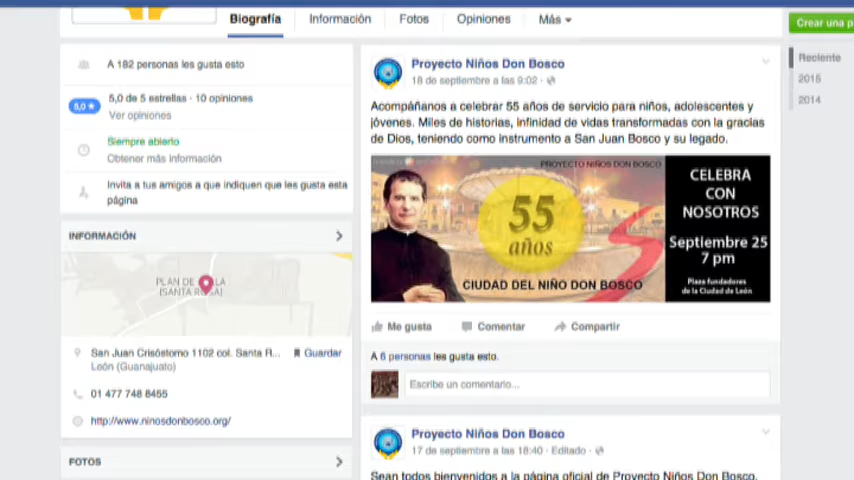 Biografía
Información
Fotos
Opiniones
Más
Crear una p
A 182 personas les gusta esto
5,0 ★
5,0 de 5 estrellas · 10 opiniones
Ver opiniones
Siempre abierto
Obtener más información
Invita a tus amigos a que indiquen que les gusta esta
página
INFORMACIÓN
PLAN DE
LA
(SANTA
San Juan Crisóstomo 1102 col. Santa R...
Guardar
León (Guanajuato)
01 477 748 8455
http://www.ninosdonbosco.org/
FOTOS
Proyecto Niños Don Bosco
18 de septiembre a las 9:02 ·
Acompáñanos a celebrar 55 años de servicio para niños, adolescentes y
jóvenes. Miles de historias, infinidad de vidas transformadas con la gracias
de Dios, teniendo como instrumento a San Juan Bosco y su legado.
PROYECTO NIÑOS DON BOSCO
55
años
CIUDAD DEL NIÑO DON BOSCO
CELEBRA
CON
NOSOTROS
Septiembre 25
7 pm
Plaza fundadores
de la Ciudad de León
Me gusta
Comentar
Compartir
A 6 personas les gusta esto.
Escribe un comentario...
Proyecto Niños Don Bosco
17 de septiembre a las 18:40 · Editado ·
Sean todos bienvenidos a la página oficial de Proyecto Niños Don Bosco,
Reciente
2015
2014